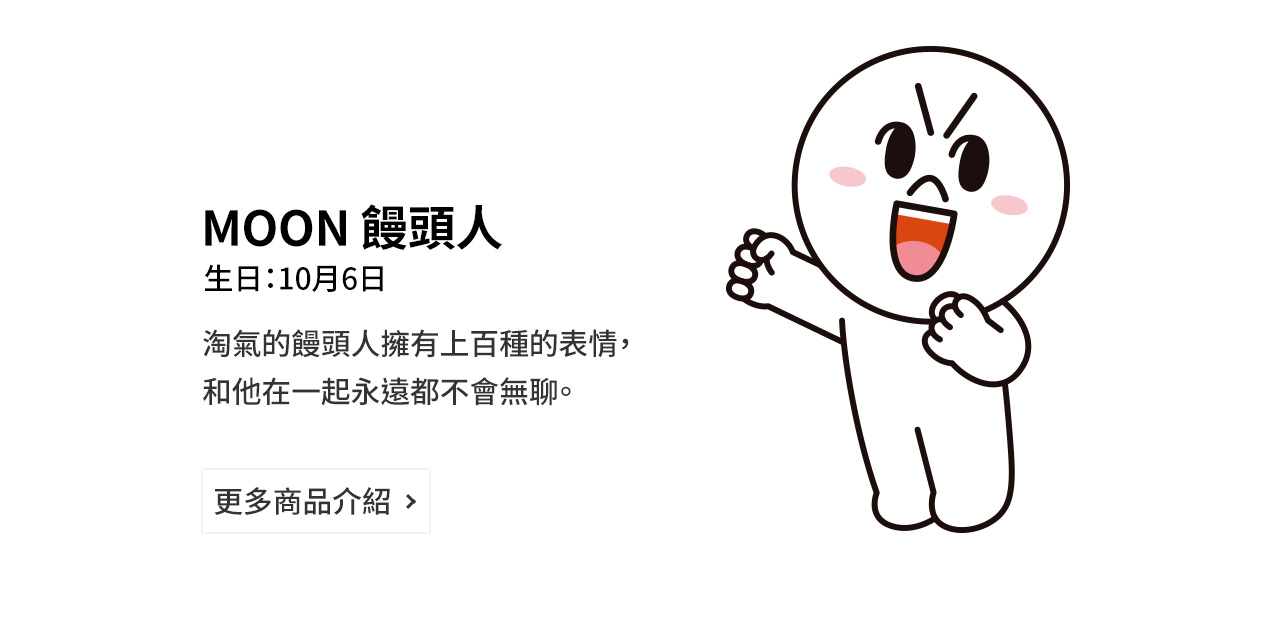 MOON 饅頭人
生日：10月6日
淘氣的饅頭人擁有上百種的表情，
和他在一起永遠都不會無聊。
更多商品介紹 ›